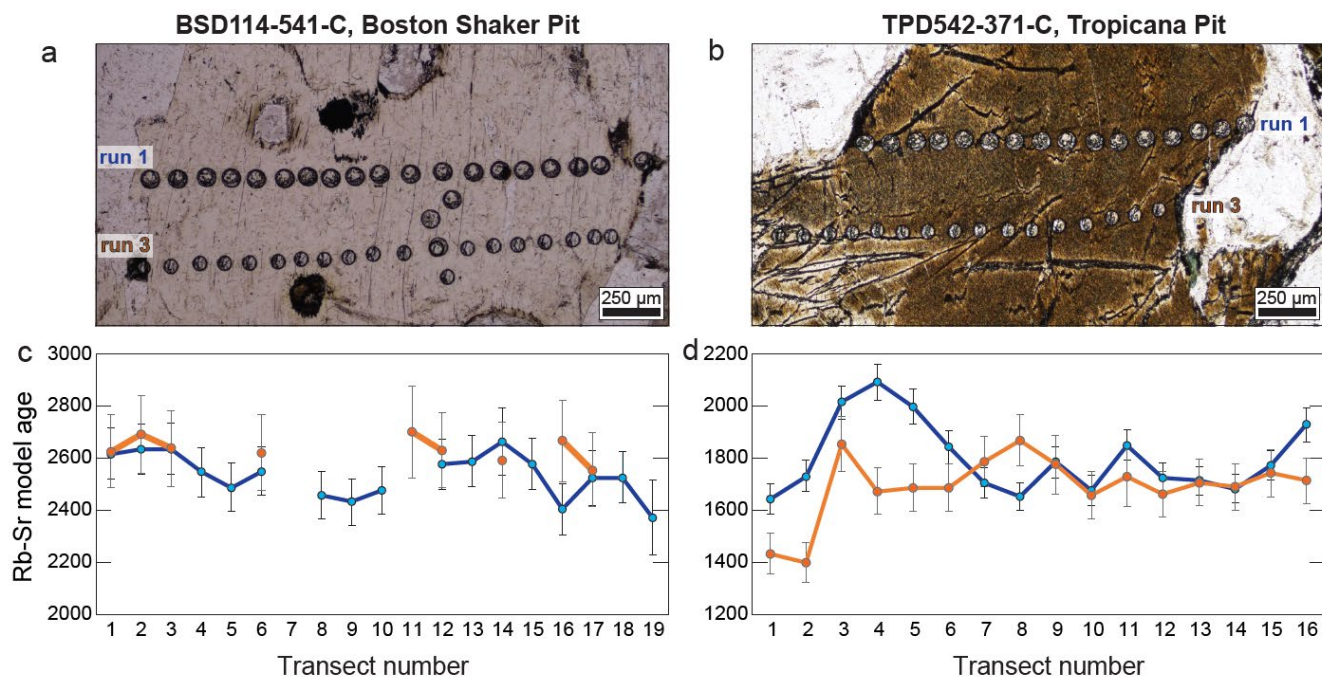 BSD114-541-C, Boston Shaker Pit
TPD542-371-C, Tropicana Pit
a
run 1
run 3
250 µm
b
run 1
run 3
250 µm
c
Rb-Sr model age
3000
2800
2600
2400
2200
2000
1 2 3 4 5 6 7 8 9 10 11 12 13 14 15 16 17 18 19
Transect number
d
2200
2000
1800
1600
1400
1200
1 2 3 4 5 6 7 8 9 10 11 12 13 14 15 16
Transect number